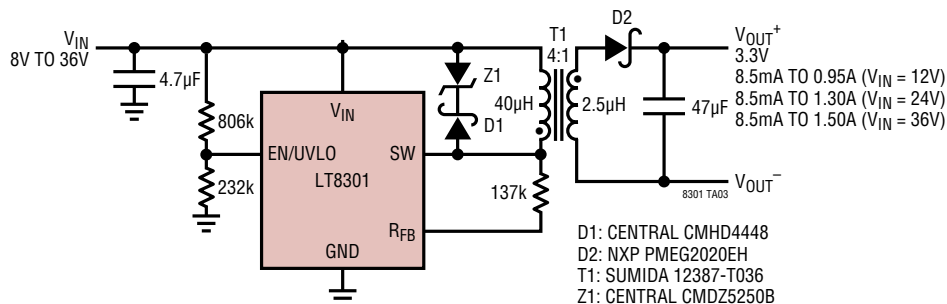 V_IN
8V TO 36V
4.7µF
806k
232k
V_IN
EN/UVLO
SW
LT8301
R_FB
GND
Z1
D1
T1
4:1
40µH
2.5µH
137k
D2
47µF
V_OUT+
3.3V
8.5mA TO 0.95A (V_IN = 12V)
8.5mA TO 1.30A (V_IN = 24V)
8.5mA TO 1.50A (V_IN = 36V)
V_OUT–
8301 TA03
D1: CENTRAL CMHD4448
D2: NXP PMEG2020EH
T1: SUMIDA 12387-T036
Z1: CENTRAL CMDZ5250B